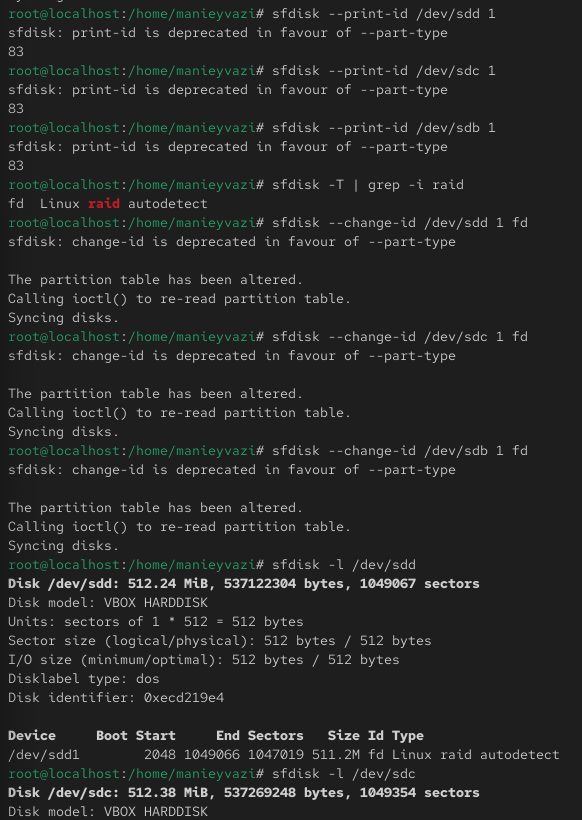 root@localhost:/home/manieyvazi# sfdisk --print-id /dev/sdd 1
sfdisk: print-id is deprecated in favour of --part-type
83
root@localhost:/home/manieyvazi# sfdisk --print-id /dev/sdc 1
sfdisk: print-id is deprecated in favour of --part-type
83
root@localhost:/home/manieyvazi# sfdisk --print-id /dev/sdb 1
sfdisk: print-id is deprecated in favour of --part-type
83
root@localhost:/home/manieyvazi# sfdisk -T | grep -i raid
fd  Linux raid autodetect
root@localhost:/home/manieyvazi# sfdisk --change-id /dev/sdd 1 fd
sfdisk: change-id is deprecated in favour of --part-type

The partition table has been altered.
Calling ioctl() to re-read partition table.
Syncing disks.
root@localhost:/home/manieyvazi# sfdisk --change-id /dev/sdc 1 fd
sfdisk: change-id is deprecated in favour of --part-type

The partition table has been altered.
Calling ioctl() to re-read partition table.
Syncing disks.
root@localhost:/home/manieyvazi# sfdisk --change-id /dev/sdb 1 fd
sfdisk: change-id is deprecated in favour of --part-type

The partition table has been altered.
Calling ioctl() to re-read partition table.
Syncing disks.
root@localhost:/home/manieyvazi# sfdisk -l /dev/sdd
Disk /dev/sdd: 512.24 MiB, 537122304 bytes, 1049067 sectors
Disk model: VBOX HARDDISK
Units: sectors of 1 * 512 = 512 bytes
Sector size (logical/physical): 512 bytes / 512 bytes
I/O size (minimum/optimal): 512 bytes / 512 bytes
Disklabel type: dos
Disk identifier: 0xecd219e4

Device     Boot Start     End Sectors   Size Id Type
/dev/sdd1        2048 1049066 1047019 511.2M fd Linux raid autodetect
root@localhost:/home/manieyvazi# sfdisk -l /dev/sdc
Disk /dev/sdc: 512.38 MiB, 537269248 bytes, 1049354 sectors
Disk model: VBOX HARDDISK